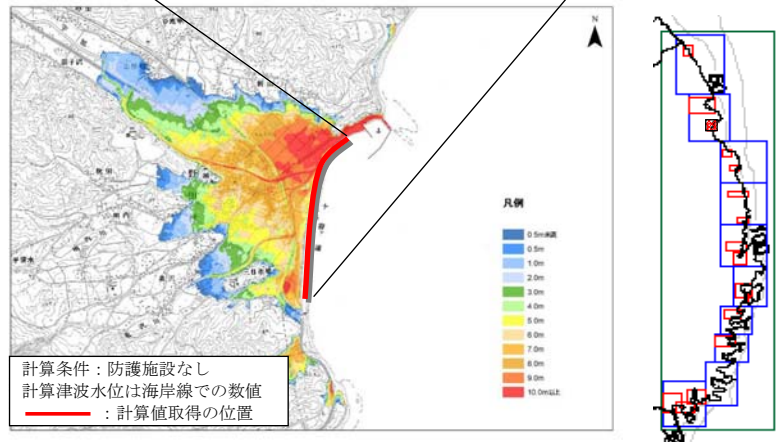 N
凡例
0.5m未満
0.5m
1.0m
2.0m
3.0m
4.0m
5.0m
6.0m
7.0m
8.0m
9.0m
10.0m以上
計算条件：防護施設なし
計算津波水位は海岸線での数値
：計算値取得の位置